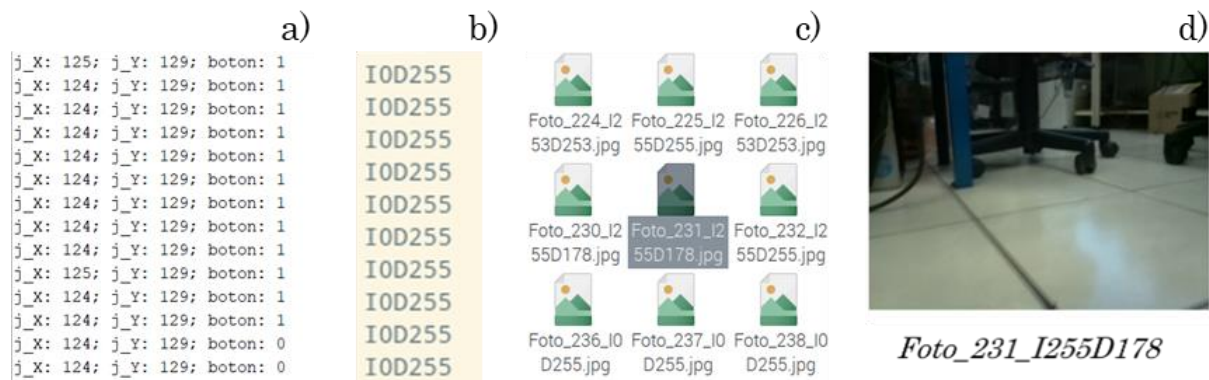 a)
j_X: 125; j_Y: 129; boton: 1
j_X: 124; j_Y: 129; boton: 1
j_X: 124; j_Y: 129; boton: 1
j_X: 124; j_Y: 129; boton: 1
j_X: 124; j_Y: 129; boton: 1
j_X: 124; j_Y: 129; boton: 1
j_X: 124; j_Y: 129; boton: 1
j_X: 124; j_Y: 129; boton: 1
j_X: 124; j_Y: 129; boton: 1
j_X: 125; j_Y: 129; boton: 1
j_X: 124; j_Y: 129; boton: 1
j_X: 124; j_Y: 129; boton: 1
j_X: 124; j_Y: 129; boton: 0
j_X: 124; j_Y: 129; boton: 0
b)
I0D255
I0D255
I0D255
I0D255
I0D255
I0D255
I0D255
I0D255
I0D255
I0D255
c)
Foto_224_I2
53D253.jpg
Foto_225_I2
55D255.jpg
Foto_226_I2
53D253.jpg
Foto_230_I2
55D178.jpg
Foto_231_I2
55D178.jpg
Foto_232_I2
55D255.jpg
Foto_236_I0
D255.jpg
Foto_237_I0
D255.jpg
Foto_238_I0
D255.jpg
d)
Foto_231_I255D178